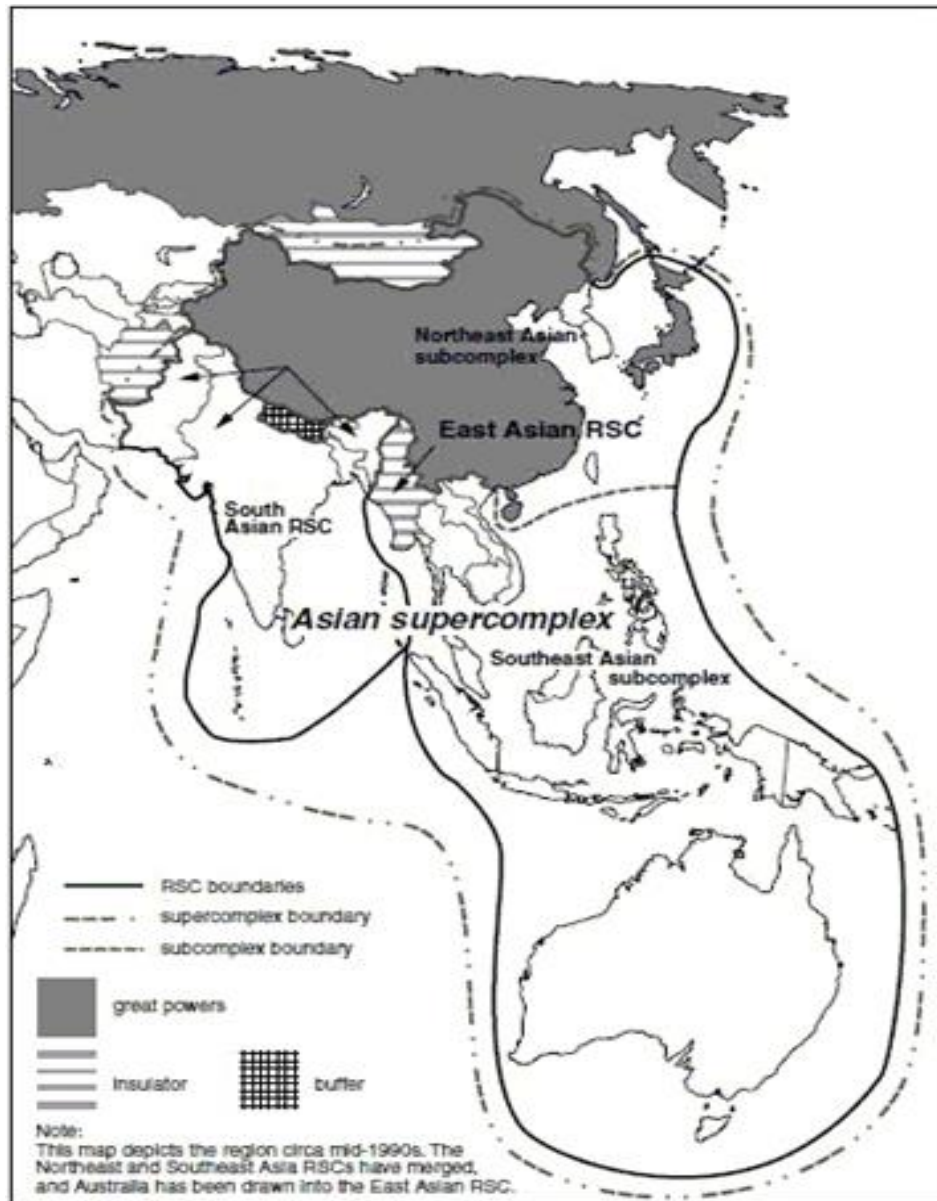 Northeast Asian
subcomplex
East Asian RSC
South
Asian RSC
Asian supercomplex
Southeast Asian
subcomplex
RSC boundaries
supercomplex boundary
subcomplex boundary
great powers
insulator
buffer
Note:
This map depicts the region circa mid-1990s. The
Northeast and Southeast Asia RSCs have merged,
and Australia has been drawn into the East Asian RSC.